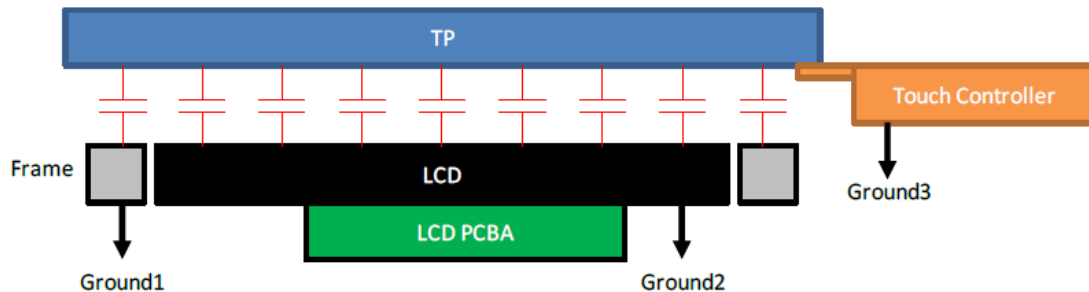 TP
Touch Controller
Frame
LCD
Ground3
LCD PCBA
Ground1
Ground2